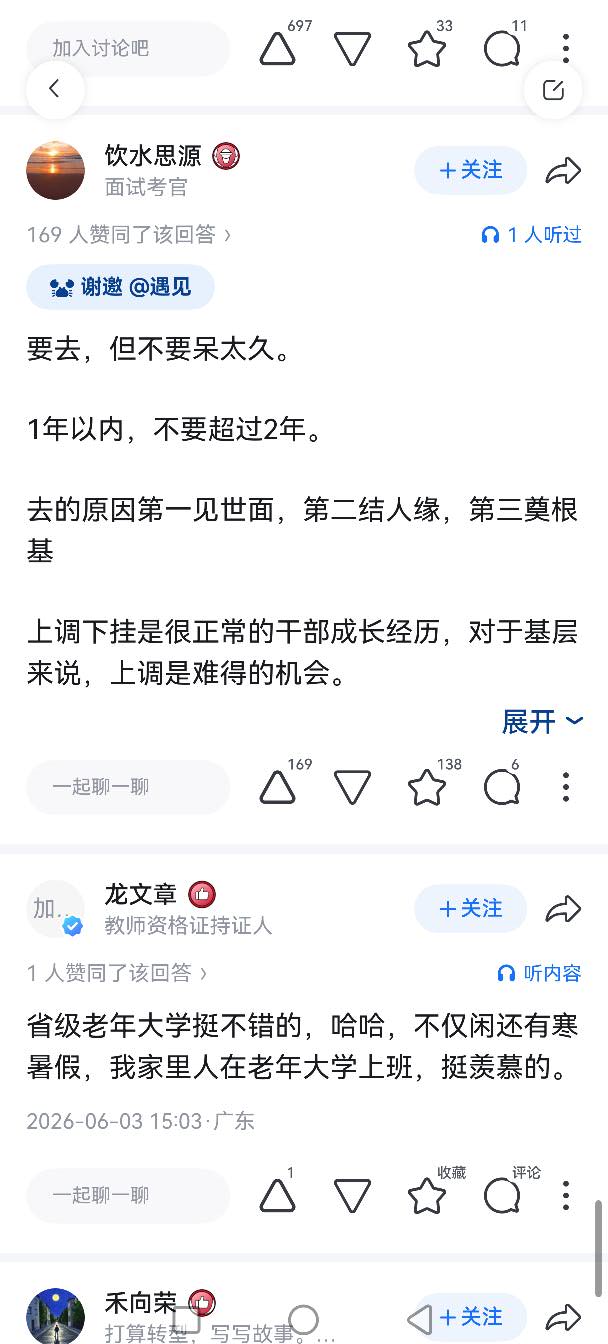 加入讨论吧
697
33
11
饮水思源
面试考官
+关注
169 人赞同了该回答 ›
1 人听过
谢邀 @遇见
要去，但不要呆太久。
1年以内，不要超过2年。
去的原因第一见世面，第二结人缘，第三奠根
基
上调下挂是很正常的干部成长经历，对于基层
来说，上调是难得的机会。
展开
一起聊一聊
169
138
6
加..
龙文章
教师资格证持证人
+关注
1 人赞同了该回答 ›
听内容
省级老年大学挺不错的，哈哈，不仅闲还有寒
暑假，我家里人在老年大学上班，挺羡慕的。
2026-06-03 15:03·广东
一起聊一聊
1
收藏
评论
禾向荣
打算转型，写写故事。...
+关注